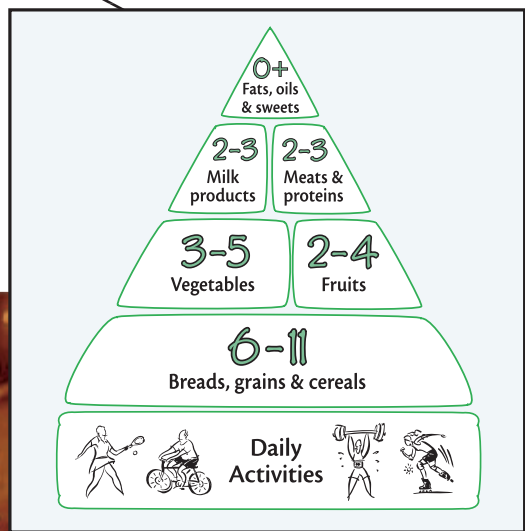 0+
Fats, oils
& sweets
2-3
Milk
products
2-3
Meats &
proteins
3-5
Vegetables
2-4
Fruits
6-11
Breads, grains & cereals
Daily
Activities